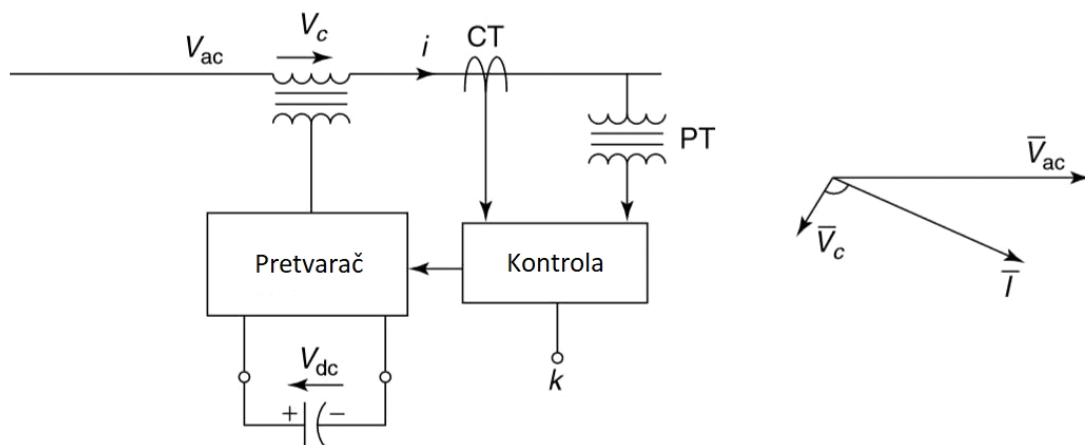 V_c
V_ac
i
CT
PT
V̅_ac
V̅_c
I̅
Pretvarač
Kontrola
V_dc
+
−
k